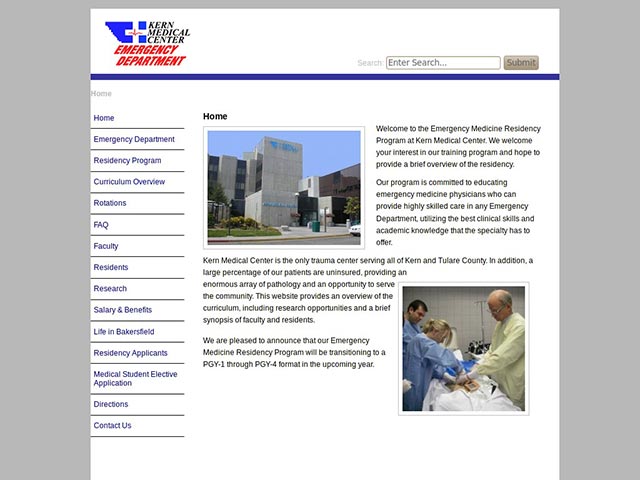 KERN
MEDICAL
CENTER
EMERGENCY
DEPARTMENT
Search: Enter Search... Submit
Home
Home
Emergency Department
Residency Program
Curriculum Overview
Rotations
FAQ
Faculty
Residents
Research
Salary & Benefits
Life in Bakersfield
Residency Applicants
Medical Student Elective
Application
Directions
Contact Us
Home
Welcome to the Emergency Medicine Residency
Program at Kern Medical Center. We welcome
your interest in our training program and hope to
provide a brief overview of the residency.
Our program is committed to educating
emergency medicine physicians who can
provide highly skilled care in any Emergency
Department, utilizing the best clinical skills and
academic knowledge that the specialty has to
offer.
Kern Medical Center is the only trauma center serving all of Kern and Tulare County. In addition, a
large percentage of our patients are uninsured, providing an
enormous array of pathology and an opportunity to serve
the community. This website provides an overview of the
curriculum, including research opportunities and a brief
synopsis of faculty and residents.
We are pleased to announce that our Emergency
Medicine Residency Program will be transitioning to a
PGY-1 through PGY-4 format in the upcoming year.